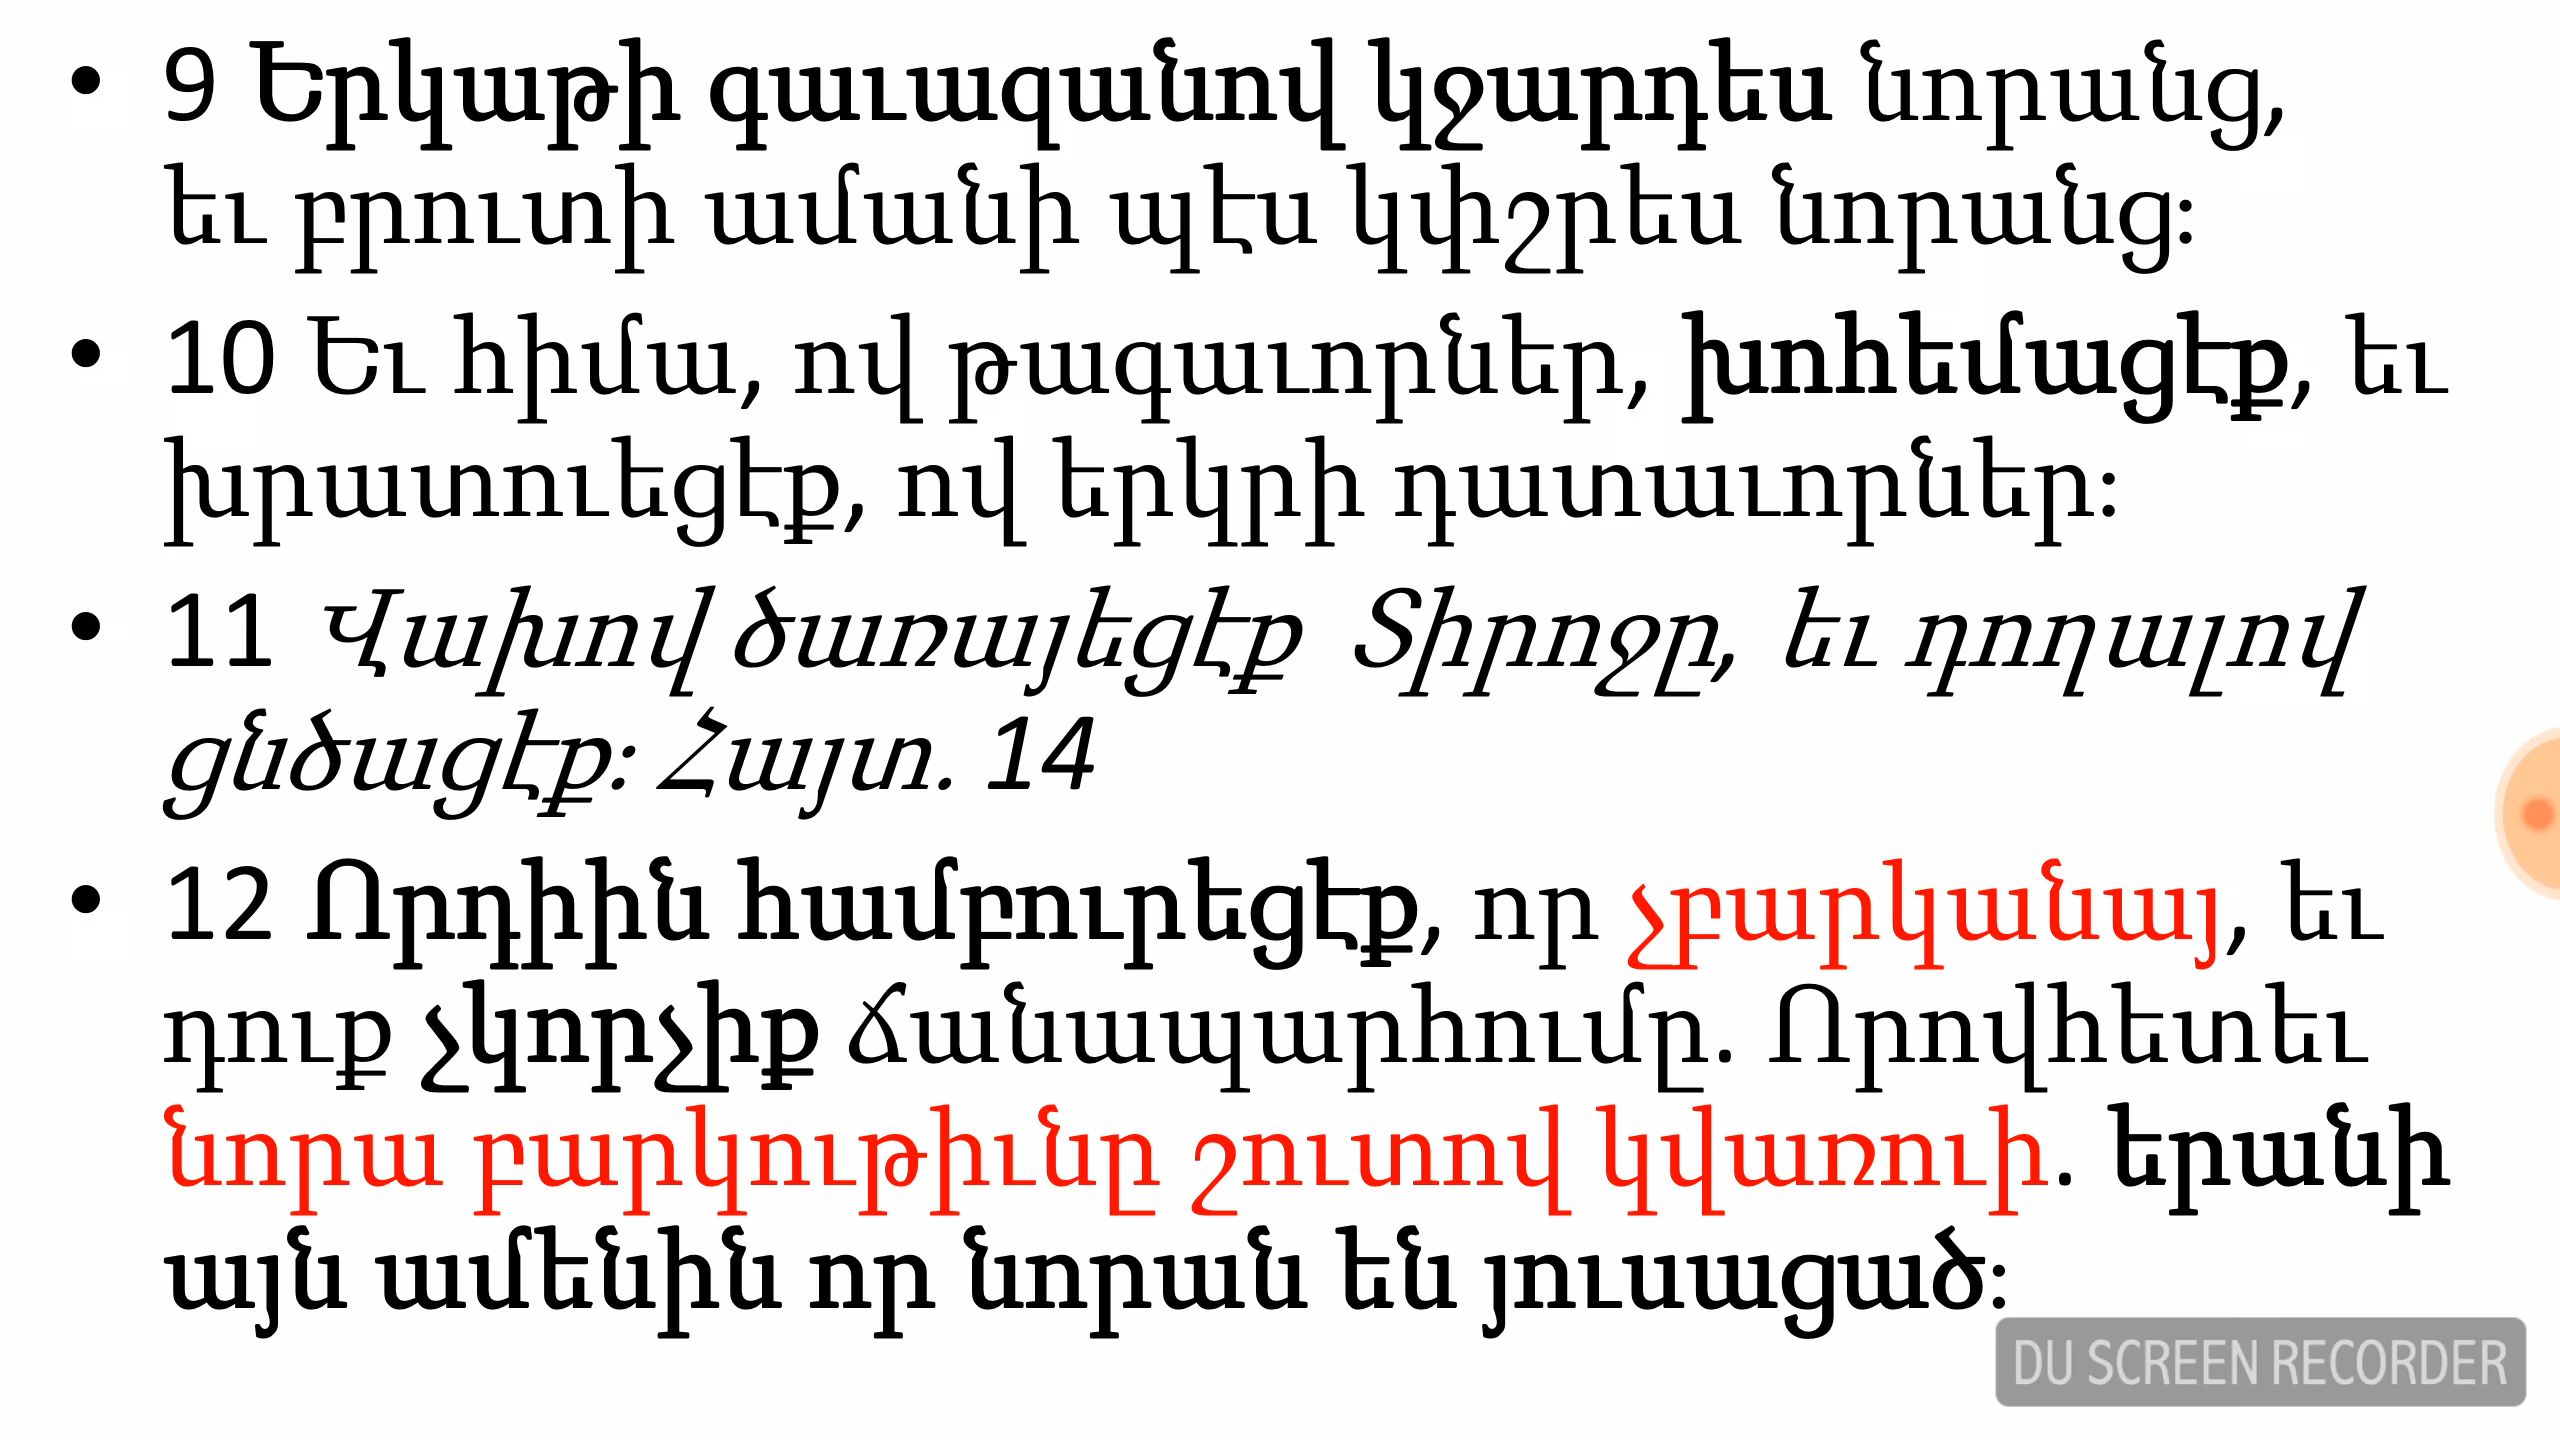 • 9 Երկաթի գաւազանով կջարդես նորանց,
եւ բրուտի ամանի պէս կփշրես նորանց։
• 10 Եւ հիմա, ով թագաւորներ, խոհեմացէք, եւ
խրատուեցէք, ով երկրի դատաւորներ։
• 11 Վախով ծառայեցէք Տիրոջը, եւ դողալով
ցնծացէք։ Հայտ. 14
• 12 Որդիին համբուրեցէք, որ չբարկանայ, եւ
դուք չկորչիք ճանապարհումը. Որովհետեւ
նորա բարկութիւնը շուտով կվառուի. երանի
այն ամենին որ նորան են յուսացած։
DU SCREEN RECORDER